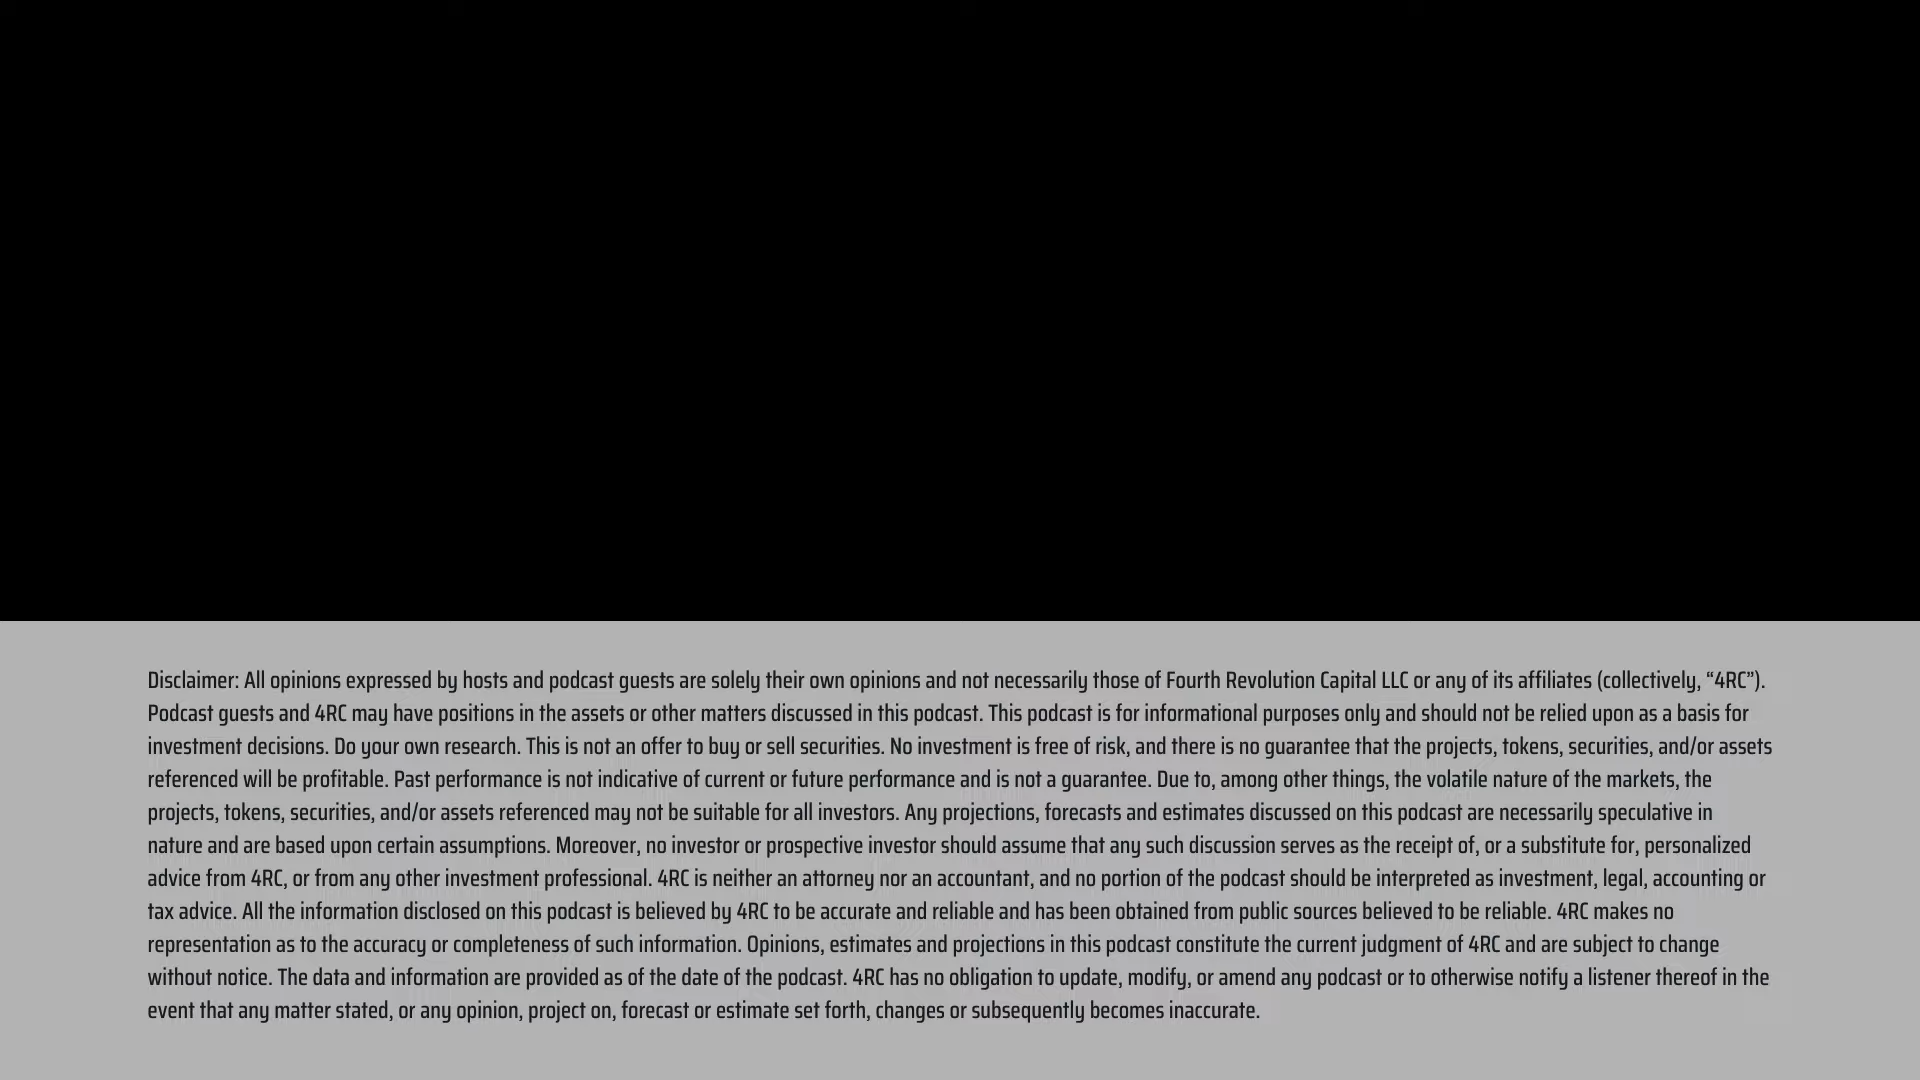 Disclaimer: All opinions expressed by hosts and podcast guests are solely their own opinions and not necessarily those of Fourth Revolution Capital LLC or any of its affiliates (collectively, “4RC”).
Podcast guests and 4RC may have positions in the assets or other matters discussed in this podcast. This podcast is for informational purposes only and should not be relied upon as a basis for
investment decisions. Do your own research. This is not an offer to buy or sell securities. No investment is free of risk, and there is no guarantee that the projects, tokens, securities, and/or assets
referenced will be profitable. Past performance is not indicative of current or future performance and is not a guarantee. Due to, among other things, the volatile nature of the markets, the
projects, tokens, securities, and/or assets referenced may not be suitable for all investors. Any projections, forecasts and estimates discussed on this podcast are necessarily speculative in
nature and are based upon certain assumptions. Moreover, no investor or prospective investor should assume that any such discussion serves as the receipt of, or a substitute for, personalized
advice from 4RC, or from any other investment professional. 4RC is neither an attorney nor an accountant, and no portion of the podcast should be interpreted as investment, legal, accounting or
tax advice. All the information disclosed on this podcast is believed by 4RC to be accurate and reliable and has been obtained from public sources believed to be reliable. 4RC makes no
representation as to the accuracy or completeness of such information. Opinions, estimates and projections in this podcast constitute the current judgment of 4RC and are subject to change
without notice. The data and information are provided as of the date of the podcast. 4RC has no obligation to update, modify, or amend any podcast or to otherwise notify a listener thereof in the
event that any matter stated, or any opinion, project on, forecast or estimate set forth, changes or subsequently becomes inaccurate.